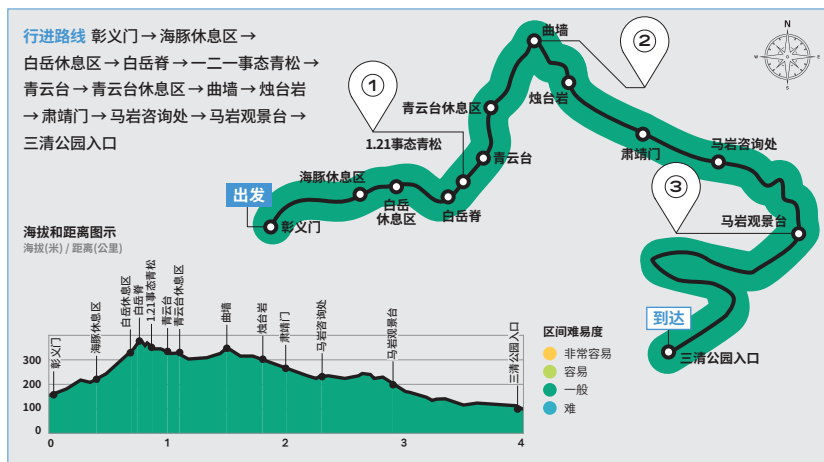 行进路线 彰义门 → 海豚休息区 →
白岳休息区 → 白岳脊 → 一二一事态青松 →
青云台 → 青云台休息区 → 曲墙 → 烛台岩
→ 肃靖门 → 马岩咨询处 → 马岩观景台 →
三清公园入口
曲墙
②
N
W
E
S
烛台岩
①
青云台休息区
1.21事态青松
青云台
肃靖门
马岩咨询处
③
海豚休息区
出发
彰义门
白岳
休息区
白岳脊
马岩观景台
到达
三清公园入口
海拔和距离图示
海拔(米) / 距离(公里)
彰义门
海豚休息区
白岳休息区
白岳脊
1.21事态青松
青云台
青云台休息区
曲墙
烛台岩
肃靖门
马岩咨询处
马岩观景台
三清公园入口
300
200
100
0
0 1 2 3 4
区间难易度
非常容易
容易
一般
难